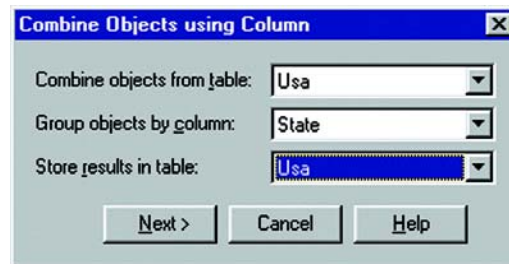 Combine Objects using Column
Combine objects from table: Usa
Group objects by column: State
Store results in table: Usa
Next > Cancel Help